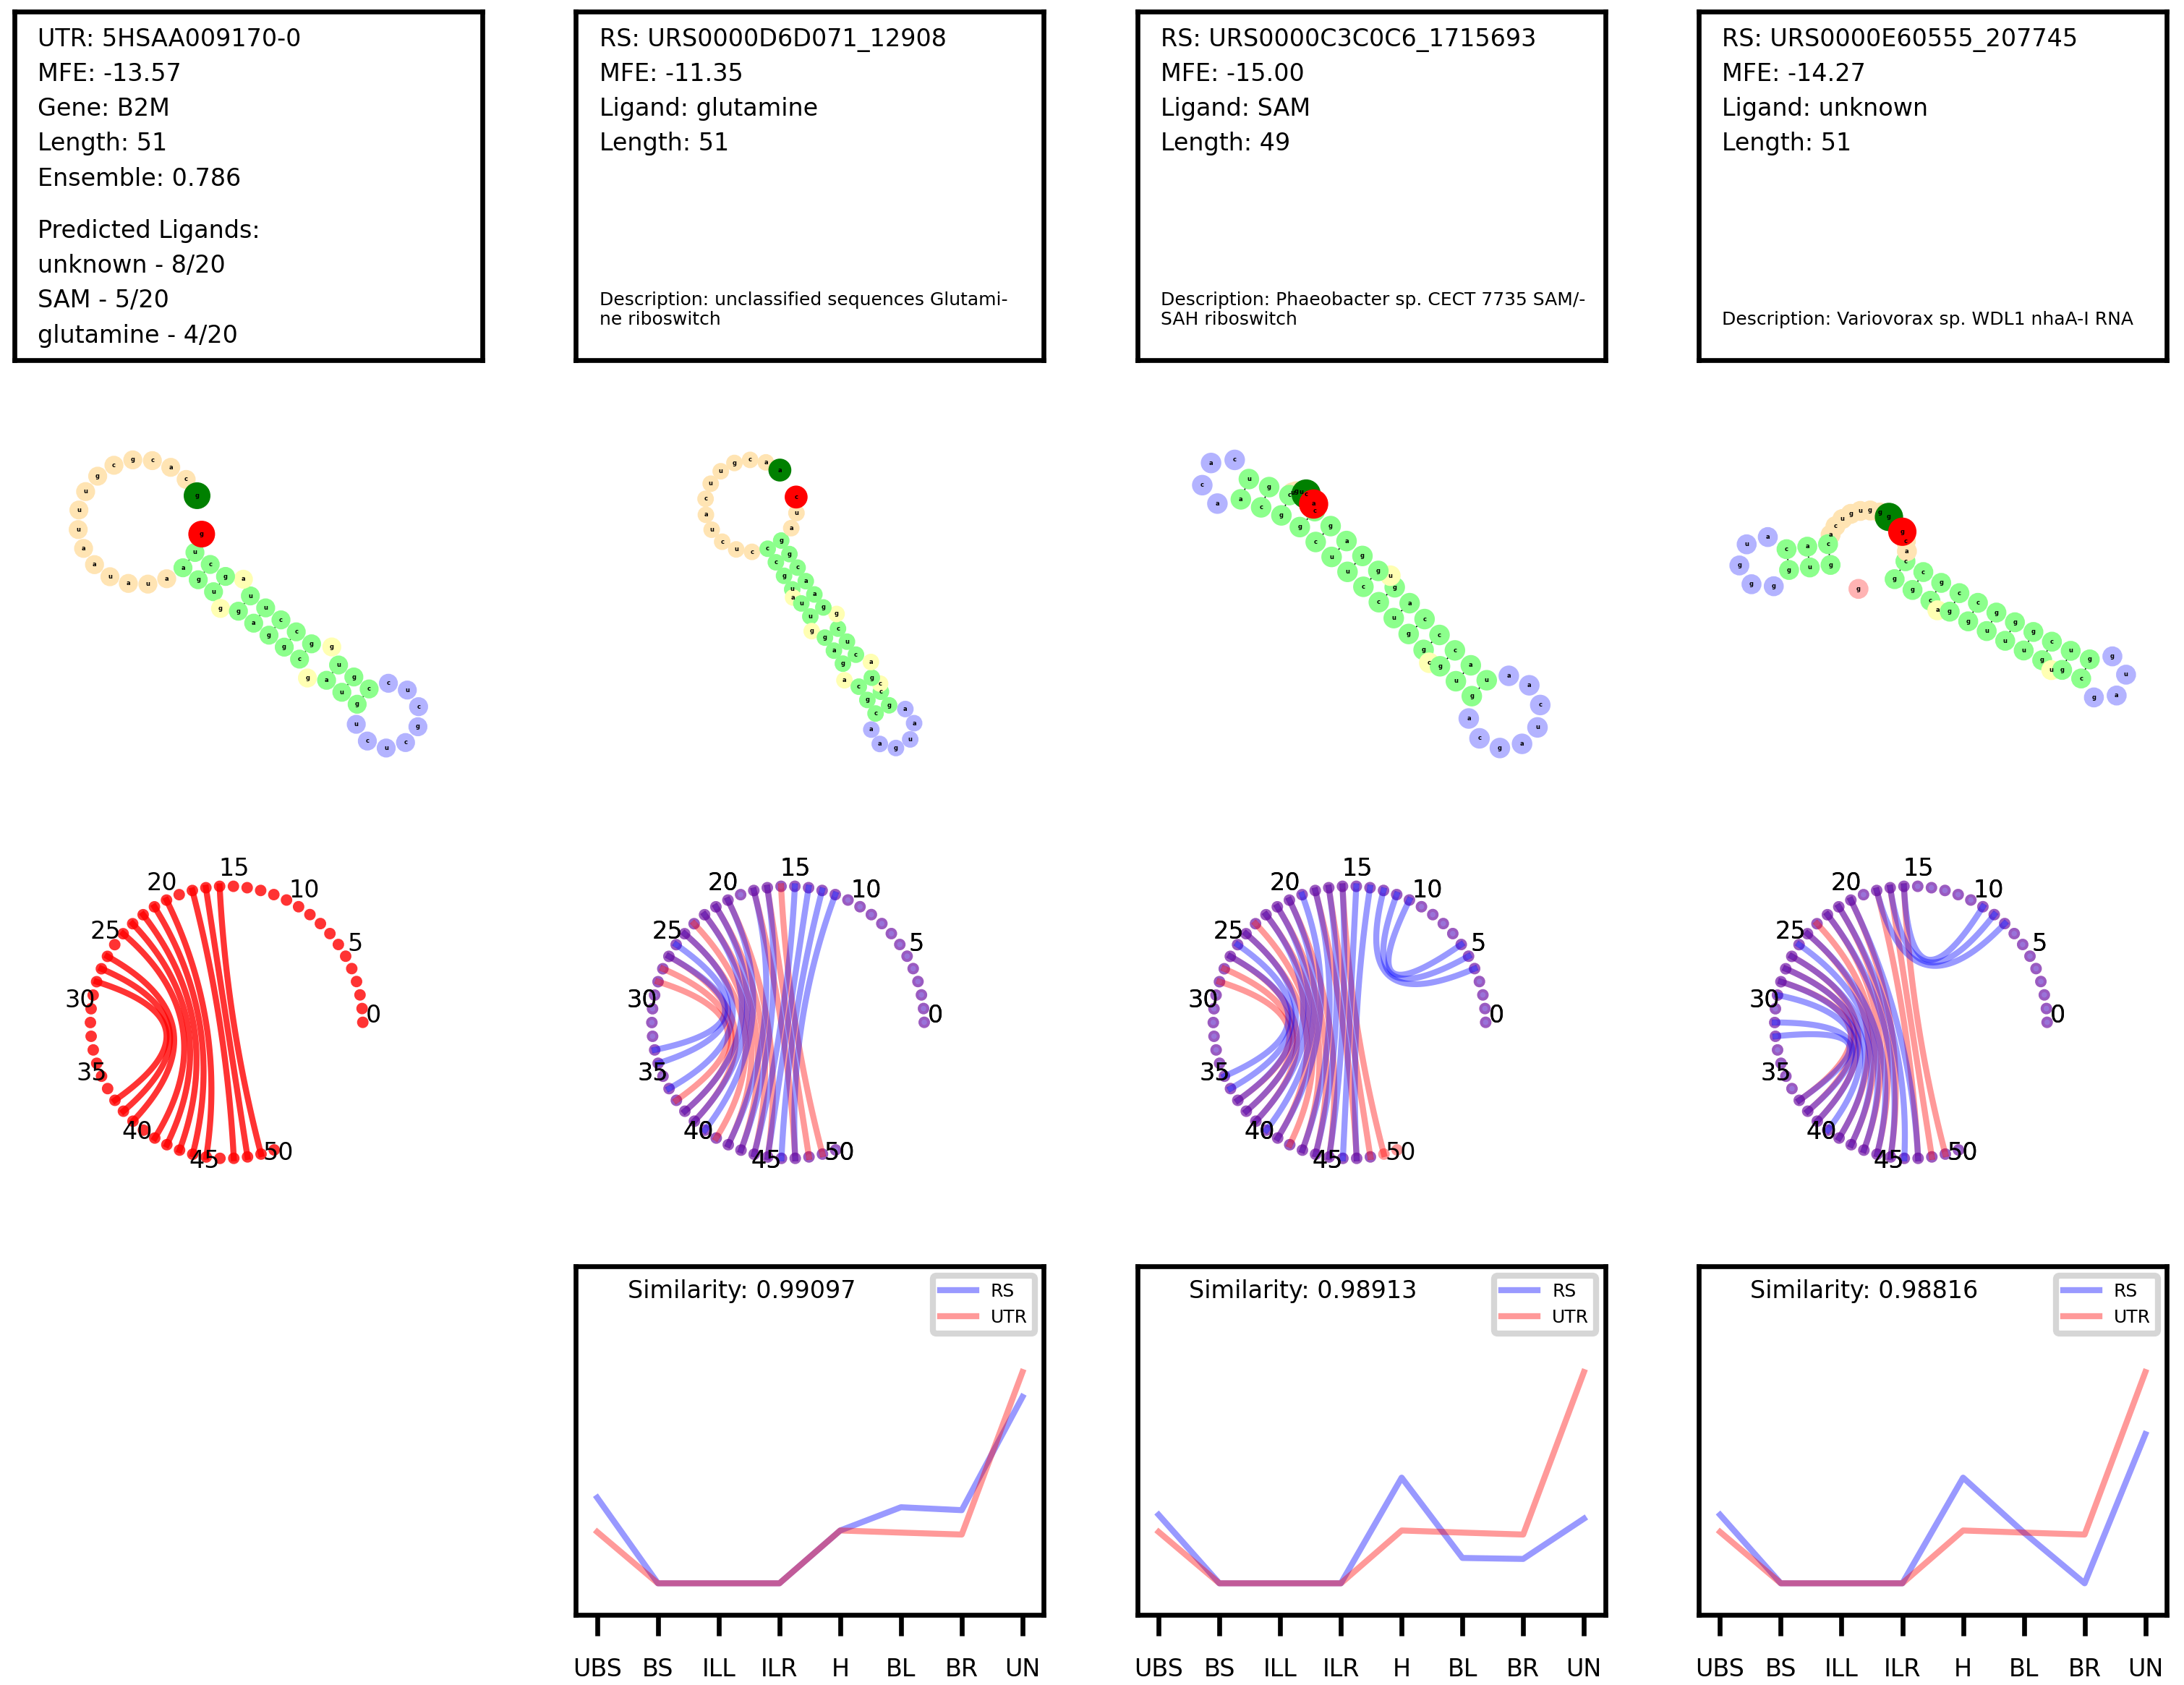 UTR: 5HSAA009170-0
MFE: -13.57
Gene: B2M
Length: 51
Ensemble: 0.786
Predicted Ligands:
unknown - 8/20
SAM - 5/20
glutamine - 4/20
RS: URS0000D6D071_12908
MFE: -11.35
Ligand: glutamine
Length: 51
Description: unclassified sequences Glutami-
ne riboswitch
RS: URS0000C3C0C6_1715693
MFE: -15.00
Ligand: SAM
Length: 49
Description: Phaeobacter sp. CECT 7735 SAM/-
SAH riboswitch
RS: URS0000E60555_207745
MFE: -14.27
Ligand: unknown
Length: 51
Description: Variovorax sp. WDL1 nhaA-I RNA
0
5
10
15
20
25
30
35
40
45
50
0
5
10
15
20
25
30
35
40
45
50
0
5
10
15
20
25
30
35
40
45
50
0
5
10
15
20
25
30
35
40
45
50
Similarity: 0.99097
RS
UTR
UBS BS ILL ILR H BL BR UN
Similarity: 0.98913
RS
UTR
UBS BS ILL ILR H BL BR UN
Similarity: 0.98816
RS
UTR
UBS BS ILL ILR H BL BR UN